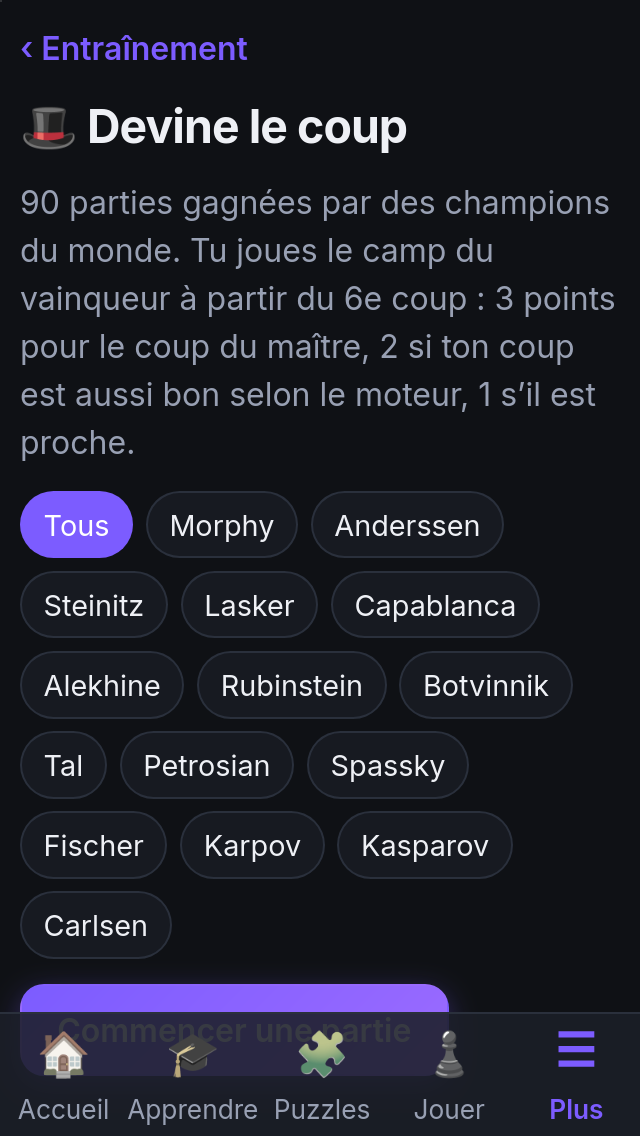 ‹ Entraînement
Devine le coup
90 parties gagnées par des champions
du monde. Tu joues le camp du
vainqueur à partir du 6e coup : 3 points
pour le coup du maître, 2 si ton coup
est aussi bon selon le moteur, 1 s’il est
proche.
Tous Morphy Anderssen
Steinitz Lasker Capablanca
Alekhine Rubinstein Botvinnik
Tal Petrosian Spassky
Fischer Karpov Kasparov
Carlsen
Commencer une partie
Accueil Apprendre Puzzles Jouer Plus